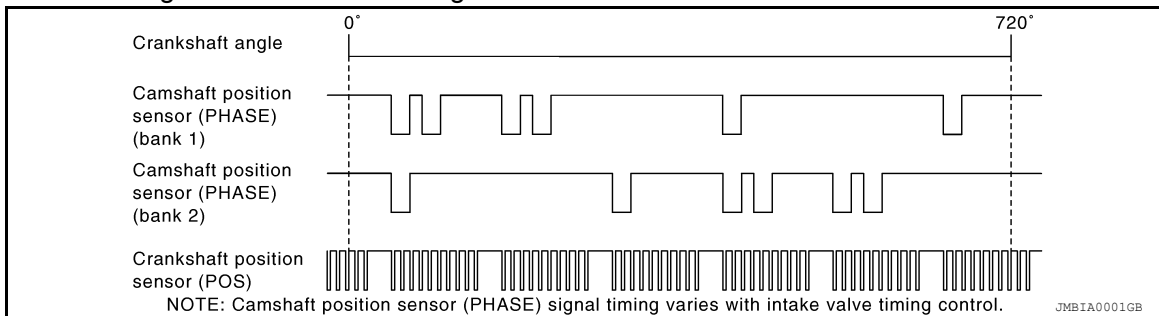 0˚
720˚
Crankshaft angle
Camshaft position
sensor (PHASE)
(bank 1)
Camshaft position
sensor (PHASE)
(bank 2)
Crankshaft position
sensor (POS)
NOTE: Camshaft position sensor (PHASE) signal timing varies with intake valve timing control.
JMBIA0001GB